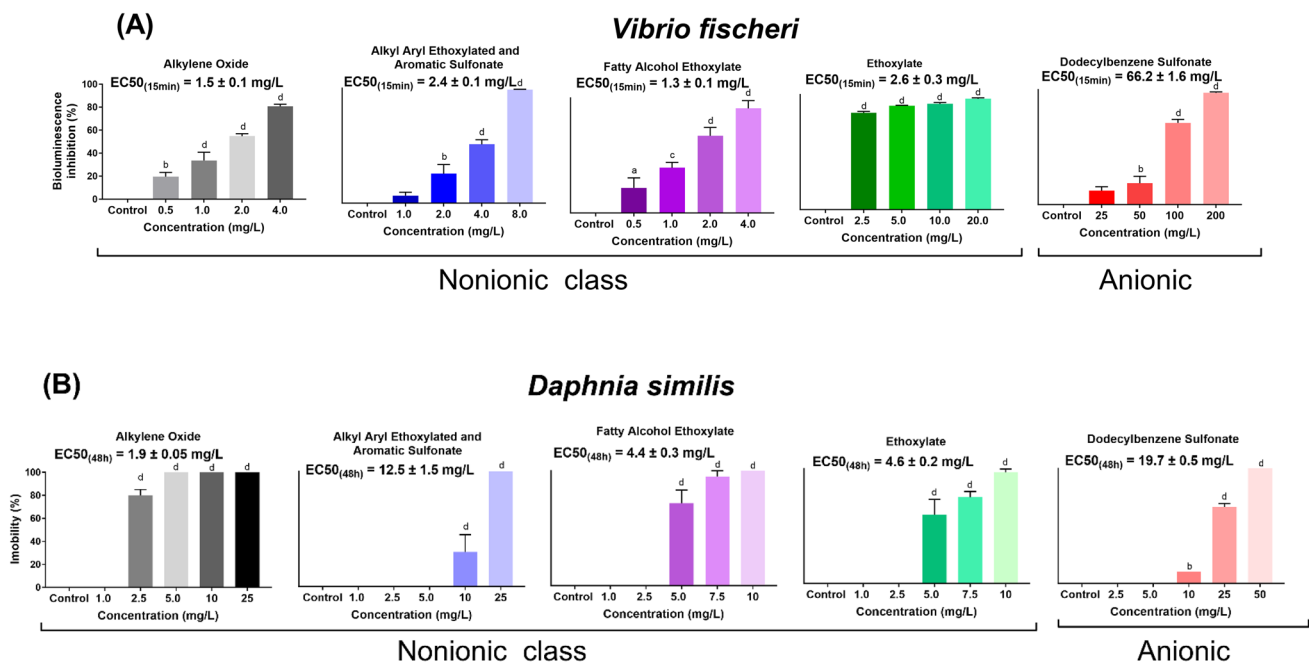 (A)
Vibrio fischeri
Alkylene Oxide
EC50(15min) = 1.5 ± 0.1 mg/L
Bioluminescence
inhibition (%)
100
80
60
40
20
0
b
d
d
d
Control 0.5 1.0 2.0 4.0
Concentration (mg/L)
Alkyl Aryl Ethoxylated and
Aromatic Sulfonate
EC50(15min) = 2.4 ± 0.1 mg/L
b
d
d
Control 1.0 2.0 4.0 8.0
Concentration (mg/L)
Fatty Alcohol Ethoxylate
EC50(15min) = 1.3 ± 0.1 mg/L
a
c
d
d
Control 0.5 1.0 2.0 4.0
Concentration (mg/L)
Ethoxylate
EC50(15min) = 2.6 ± 0.3 mg/L
d
d
d
d
Control 2.5 5.0 10.0 20.0
Concentration (mg/L)
Dodecylbenzene Sulfonate
EC50(15min) = 66.2 ± 1.6 mg/L
b
d
d
Control 25 50 100 200
Concentration (mg/L)
Nonionic class
Anionic
(B)
Daphnia similis
Alkylene Oxide
EC50(48h) = 1.9 ± 0.05 mg/L
Imobility (%)
100
80
60
40
20
0
d
d
d
d
Control 1.0 2.5 5.0 10 25
Concentration (mg/L)
Alkyl Aryl Ethoxylated and
Aromatic Sulfonate
EC50(48h) = 12.5 ± 1.5 mg/L
d
d
Control 1.0 2.5 5.0 10 25
Concentration (mg/L)
Fatty Alcohol Ethoxylate
EC50(48h) = 4.4 ± 0.3 mg/L
d
d
d
Control 1.0 2.5 5.0 7.5 10
Concentration (mg/L)
Ethoxylate
EC50(48h) = 4.6 ± 0.2 mg/L
d
d
d
Control 1.0 2.5 5.0 7.5 10
Concentration (mg/L)
Dodecylbenzene Sulfonate
EC50(48h) = 19.7 ± 0.5 mg/L
b
d
d
Control 2.5 5.0 10 25 50
Concentration (mg/L)
Nonionic class
Anionic